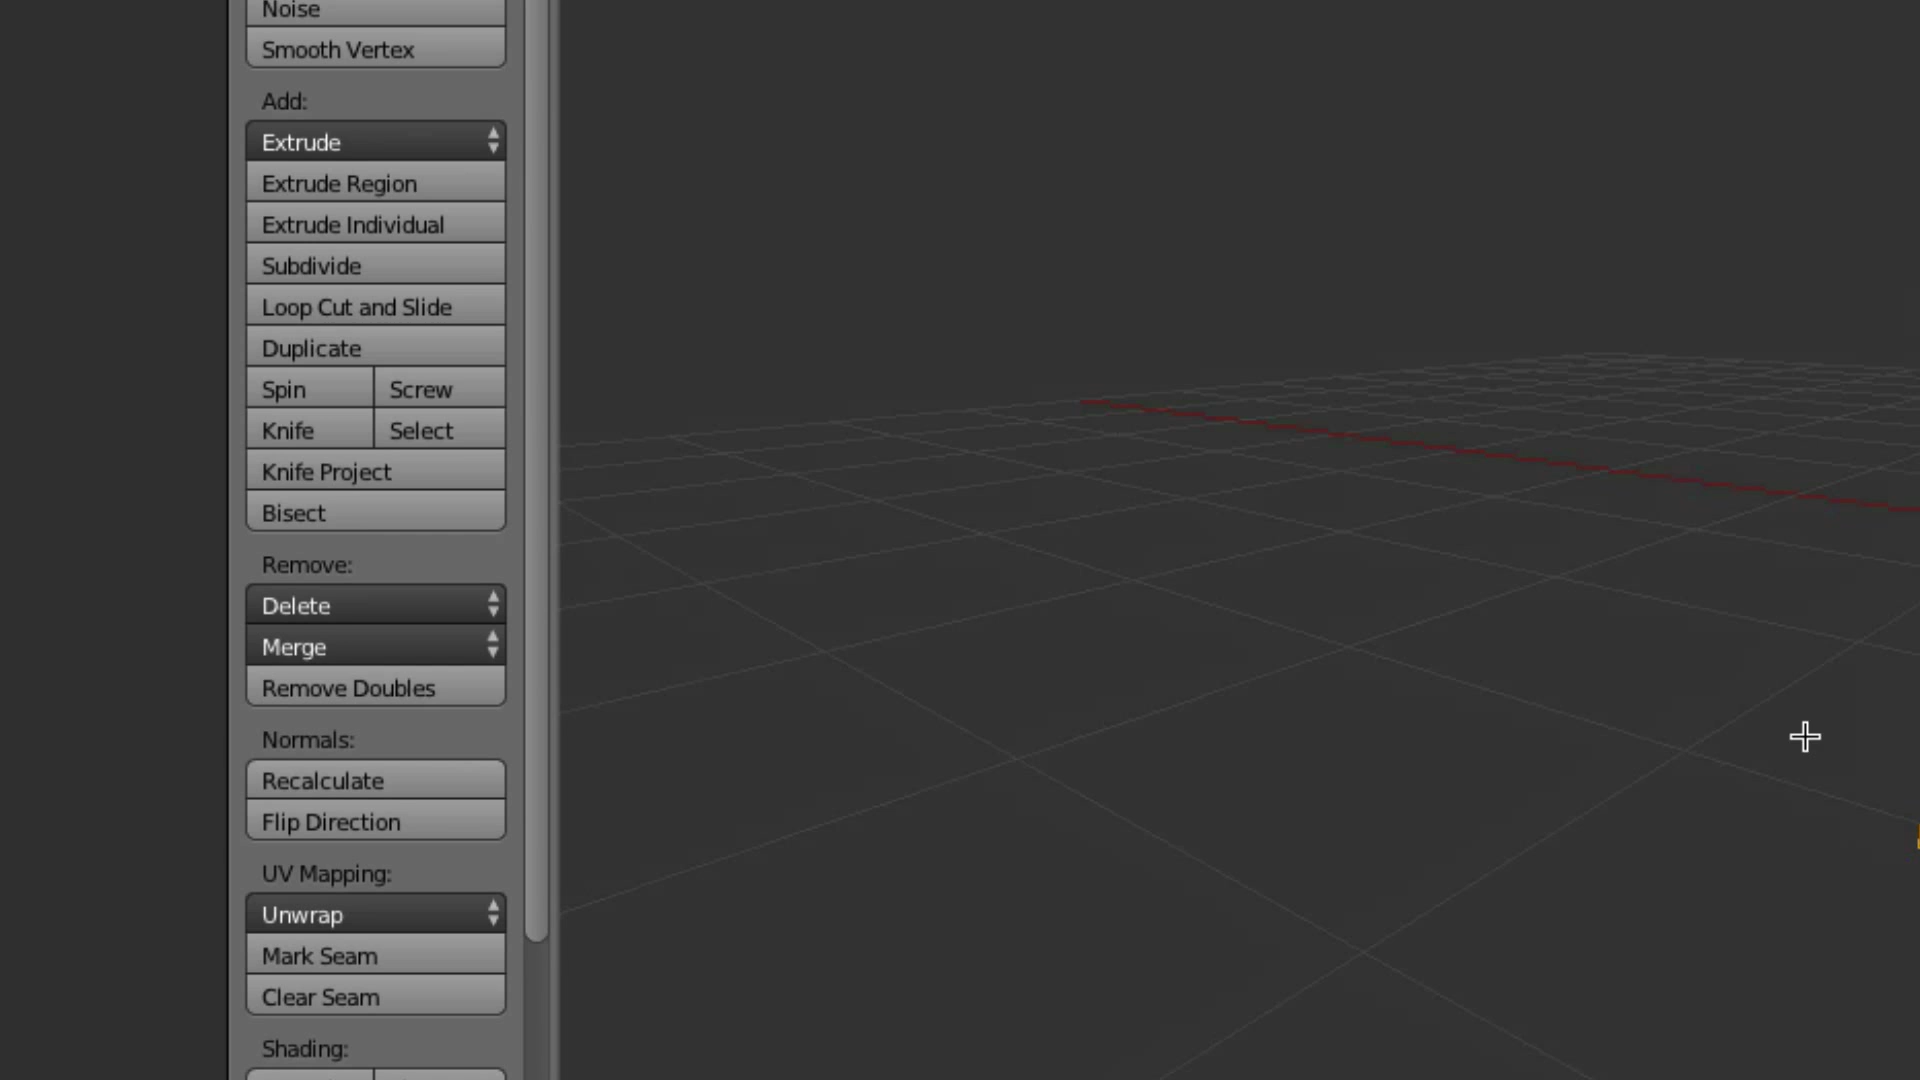 Noise
Smooth Vertex
Add:
Extrude
Extrude Region
Extrude Individual
Subdivide
Loop Cut and Slide
Duplicate
Spin Screw
Knife Select
Knife Project
Bisect
Remove:
Delete
Merge
Remove Doubles
Normals:
Recalculate
Flip Direction
UV Mapping:
Unwrap
Mark Seam
Clear Seam
Shading: